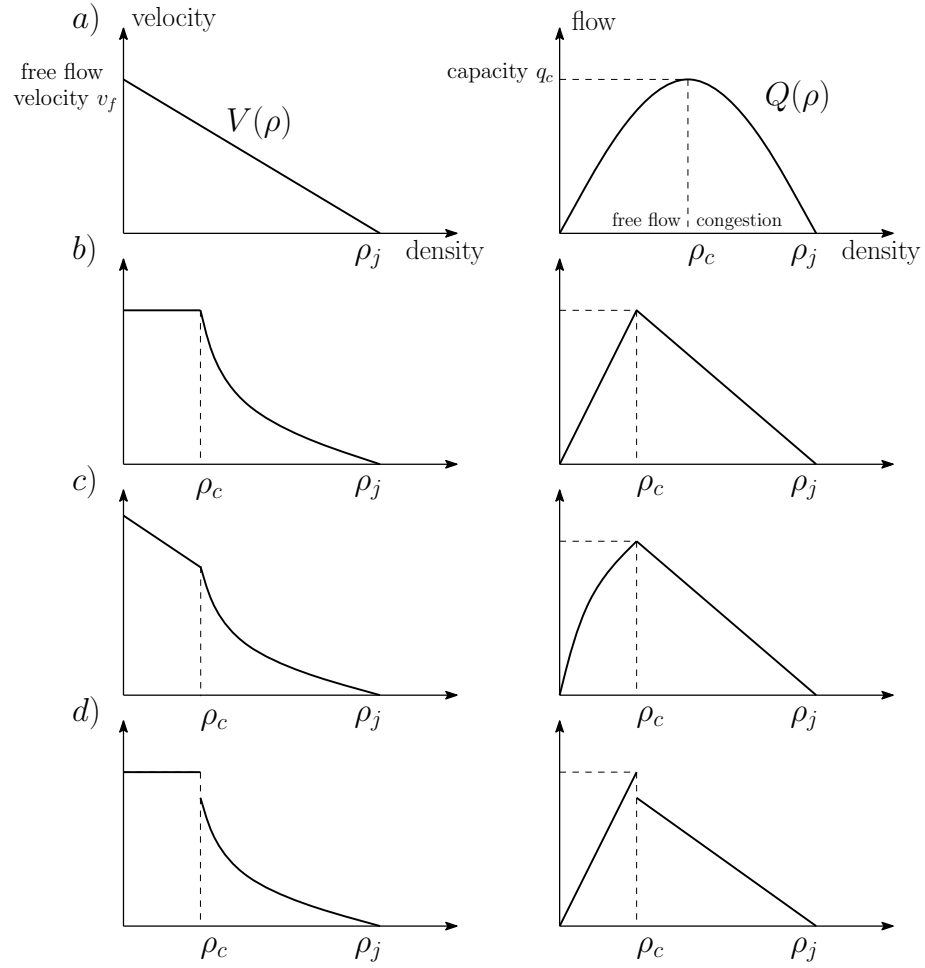 a)
velocity
free flow
velocity v_f
V(ρ)
ρ_j
density
flow
capacity q_c
Q(ρ)
free flow
congestion
ρ_c
ρ_j
density
b)
ρ_c
ρ_j
ρ_c
ρ_j
c)
ρ_c
ρ_j
ρ_c
ρ_j
d)
ρ_c
ρ_j
ρ_c
ρ_j